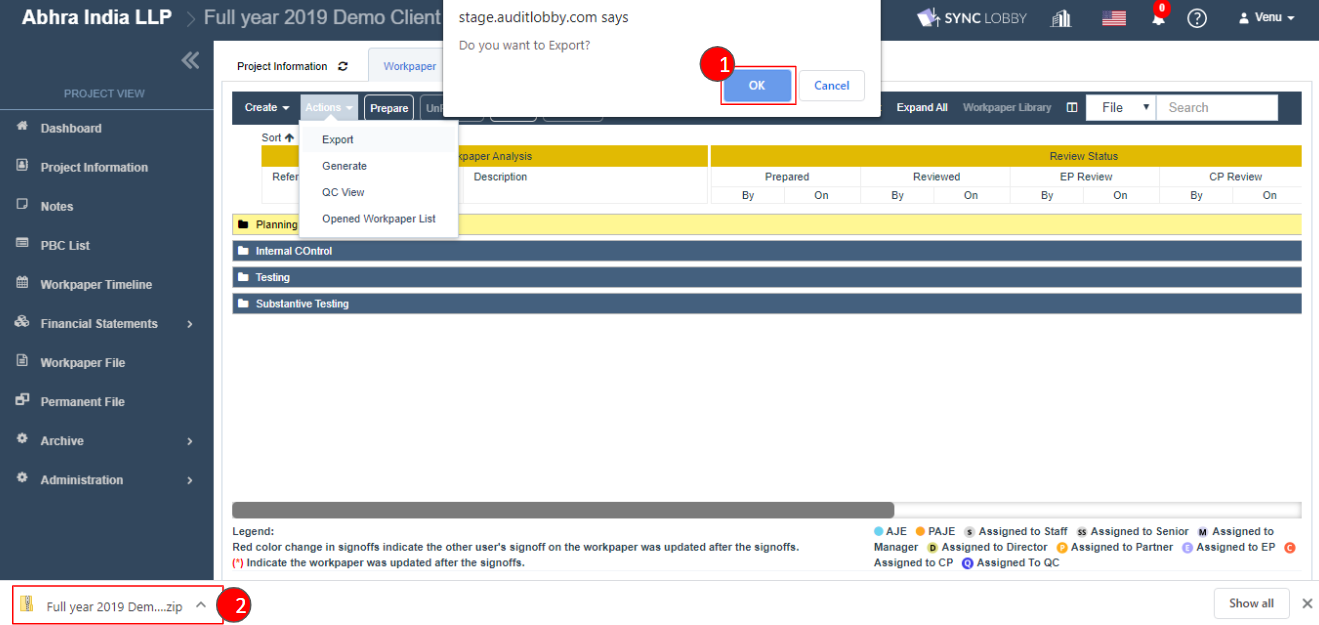 Abhra India LLP > Full year 2019 Demo Client
stage.auditlobby.com says
Do you want to Export?
1
OK
Cancel
SYNC LOBBY
0
?
Venu
PROJECT VIEW
Dashboard
Project Information
Notes
PBC List
Workpaper Timeline
Financial Statements >
Workpaper File
Permanent File
Archive >
Administration >
Project Information
Workpaper
Create
Actions
Prepare
Expand All
Workpaper Library
File
Search
Export
Generate
QC View
Opened Workpaper List
Sort
Review Status
Description
Prepared
Reviewed
EP Review
CP Review
By On By On By On By On
Planning
Internal COntrol
Testing
Substantive Testing
Legend:
Red color change in signoffs indicate the other user's signoff on the workpaper was updated after the signoffs.
(*) Indicate the workpaper was updated after the signoffs.
AJE PAJE S Assigned to Staff SS Assigned to Senior M Assigned to
Manager D Assigned to Director P Assigned to Partner E Assigned to EP C
Assigned to CP Q Assigned To QC
Full year 2019 Dem....zip
2
Show all